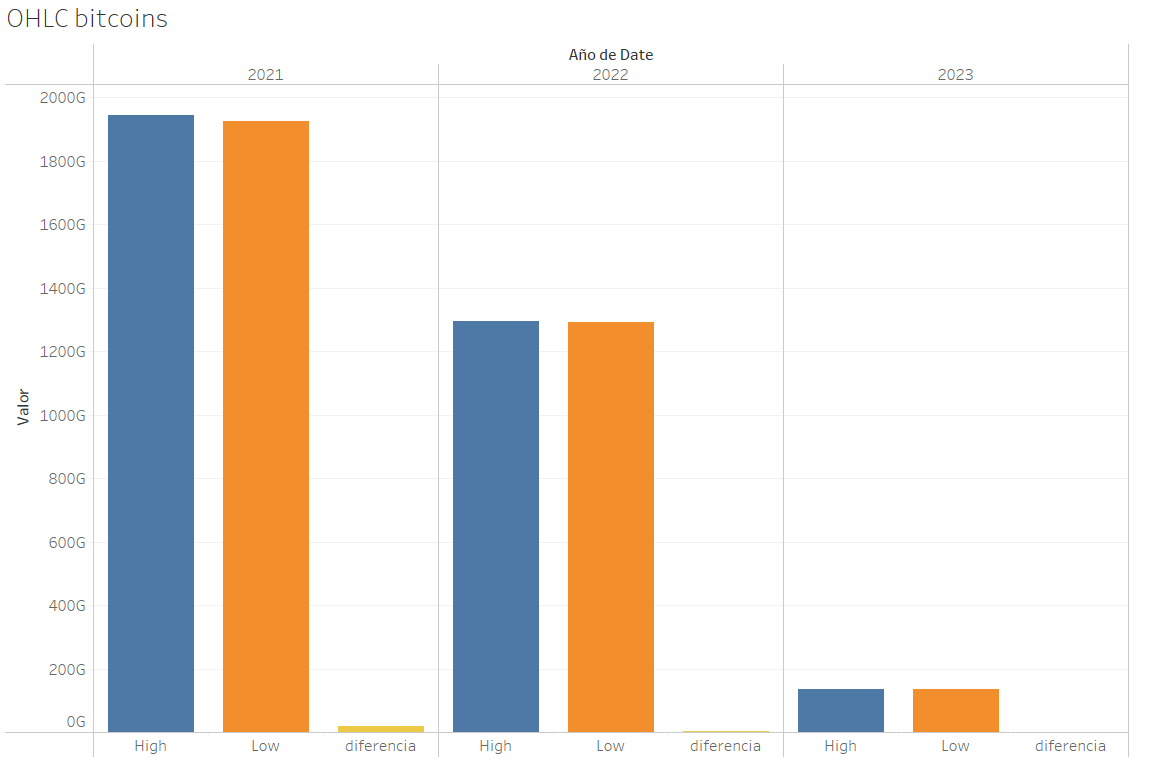 OHLC bitcoins
Año de Date
2021 2022 2023
2000G
1800G
1600G
1400G
1200G
1000G
800G
600G
400G
200G
0G
Valor
High Low diferencia High Low diferencia High Low diferencia